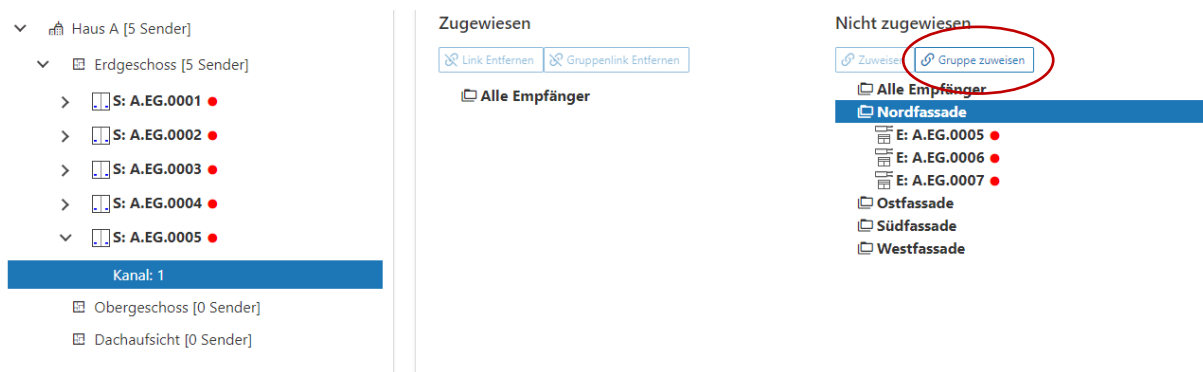 Haus A [5 Sender]
Erdgeschoss [5 Sender]
S: A.EG.0001
S: A.EG.0002
S: A.EG.0003
S: A.EG.0004
S: A.EG.0005
Kanal: 1
Obergeschoss [0 Sender]
Dachaufsicht [0 Sender]
Zugewiesen
Link Entfernen Gruppenlink Entfernen
Alle Empfänger
Nicht zugewiesen
Zuweisen Gruppe zuweisen
Alle Empfänger
Nordfassade
E: A.EG.0005
E: A.EG.0006
E: A.EG.0007
Ostfassade
Südfassade
Westfassade